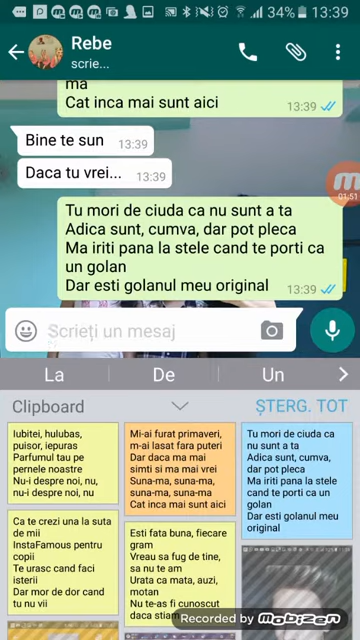 34% 13:39
Rebe
scrie...
ma
Cat inca mai sunt aici
13:39
Bine te sun
13:39
Daca tu vrei...
13:39
Tu mori de ciuda ca nu sunt a ta
Adica sunt, cumva, dar pot pleca
Ma iriti pana la stele cand te porti ca
un golan
Dar esti golanul meu original
13:39
01:51
Scrieți un mesaj
La
De
Un
Clipboard
ȘTERG. TOT
Iubitei, hulubas,
puisor, iepuras
Parfumul tau pe
pernele noastre
Nu-i despre noi, nu,
nu-i despre noi, nu
Mi-ai furat primaveri,
m-ai lasat fara puteri
Dar daca ma mai
simti si ma mai vrei
Suna-ma, suna-ma,
suna-ma, suna-ma
Cat inca mai sunt aici
Tu mori de ciuda ca
nu sunt a ta
Adica sunt, cumva,
dar pot pleca
Ma iriti pana la stele
cand te porti ca un
golan
Dar esti golanul meu
original
Ca te crezi una la suta
de mii
InstaFamous pentru
copii
Te urasc cand faci
isterii
Dar mor de dor cand
tu nu vii
Esti fata buna, fiecare
gram
Vreau sa fug de tine,
sa nu te am
Urata ca mata, auzi,
motan
Nu te-as fi cunoscut
daca stiam
Recorded by Mobizen